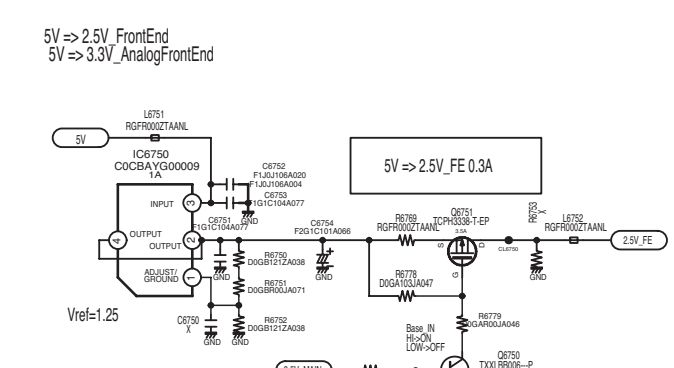 5V => 2.5V_FrontEnd
5V => 3.3V_AnalogFrontEnd
L6751
RGFR000ZTAANL
5V
IC6750
C0CBAYG00009
1A
C6752
F1J0J106A020
F1J0J106A004
C6753
F1G1C104A077
GND
5V => 2.5V_FE 0.3A
INPUT
3
OUTPUT
4
OUTPUT
2
ADJUST/
GROUND
1
C6751
F1G1C104A077
GND
C6754
F2G1C101A066
GND
R6750
D0GB121ZA038
R6751
D0GBR00JA071
R6752
D0GB121ZA038
GND
C6750
X
GND
Vref=1.25
R6769
RGFR000ZTAANL
Q6751
TCPH3338-T-EP
3.5A
S
D
G
CL6750
R6753
X
GND
L6752
RGFR000ZTAANL
2.5V_FE
R6778
D0GA103JA047
R6779
D0GAR00JA046
Base_IN
HI->ON
LOW->OFF
Q6750